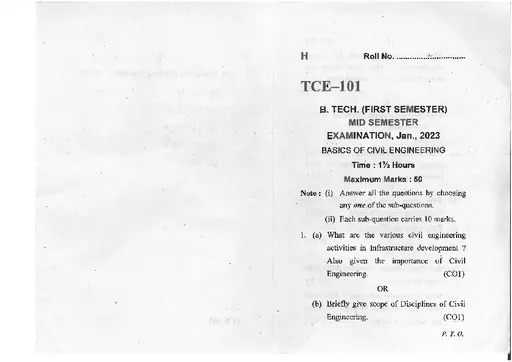 H Roll No. ..........................
TCE–101
B. TECH. (FIRST SEMESTER)
MID SEMESTER
EXAMINATION, Jan., 2023
BASICS OF CIVIL ENGINEERING
Time : 1½ Hours
Maximum Marks : 50
Note : (i) Answer all the questions by choosing
any one of the sub-questions.
(ii) Each sub-question carries 10 marks.
1. (a) What are the various civil engineering
activities in Infrastructure development ?
Also given the importance of Civil
Engineering. (CO1)
OR
(b) Briefly give scope of Disciplines of Civil
Engineering. (CO1)
P. T. O.